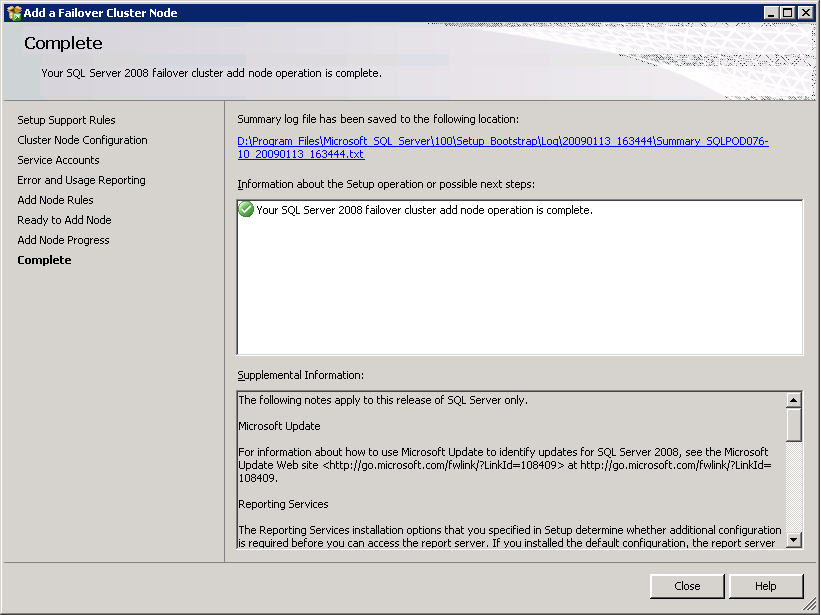 Add a Failover Cluster Node
Complete
Your SQL Server 2008 failover cluster add node operation is complete.
Setup Support Rules
Cluster Node Configuration
Service Accounts
Error and Usage Reporting
Add Node Rules
Ready to Add Node
Add Node Progress
Complete
Summary log file has been saved to the following location:
D:\Program Files\Microsoft SQL Server\100\Setup Bootstrap\Log\20090113_163444\Summary_SQLPOD076-
10_20090113_163444.txt
Information about the Setup operation or possible next steps:
Your SQL Server 2008 failover cluster add node operation is complete.
Supplemental Information:
The following notes apply to this release of SQL Server only.
Microsoft Update
For information about how to use Microsoft Update to identify updates for SQL Server 2008, see the Microsoft
Update Web site <http://go.microsoft.com/fwlink/?LinkId=108409> at http://go.microsoft.com/fwlink/?LinkId=
108409.
Reporting Services
The Reporting Services installation options that you specified in Setup determine whether additional configuration
is required before you can access the report server. If you installed the default configuration, the report server
Close
Help